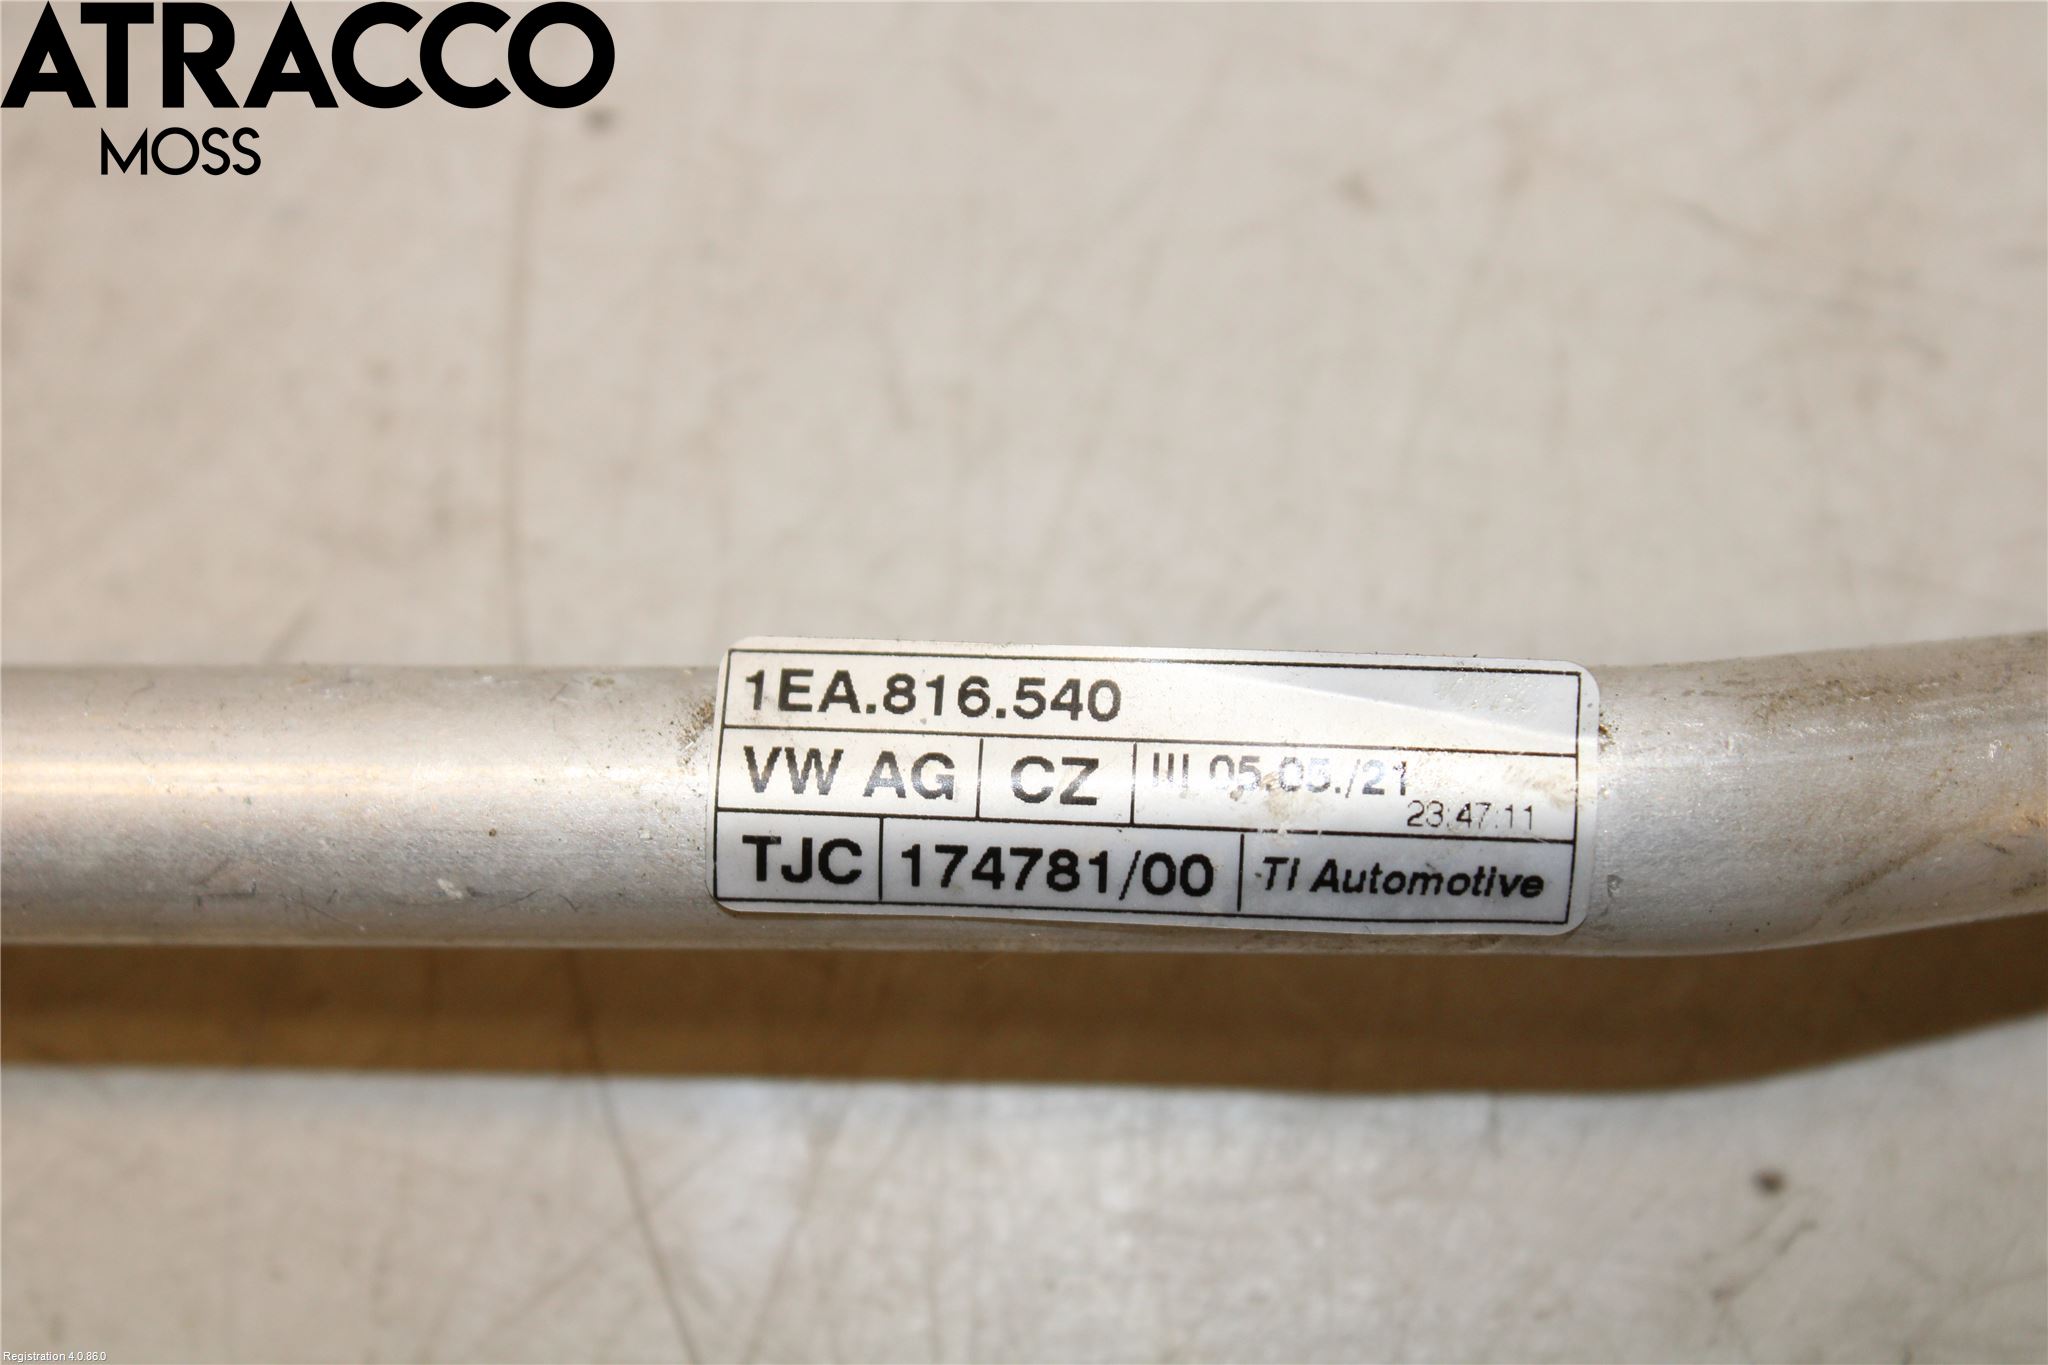 ATRACCO
MOSS
1EA.816.540
VW AG CZ III 05.05./21
23:47:11
TJC 174781/00 TI Automotive
Registration 4.0.86.0